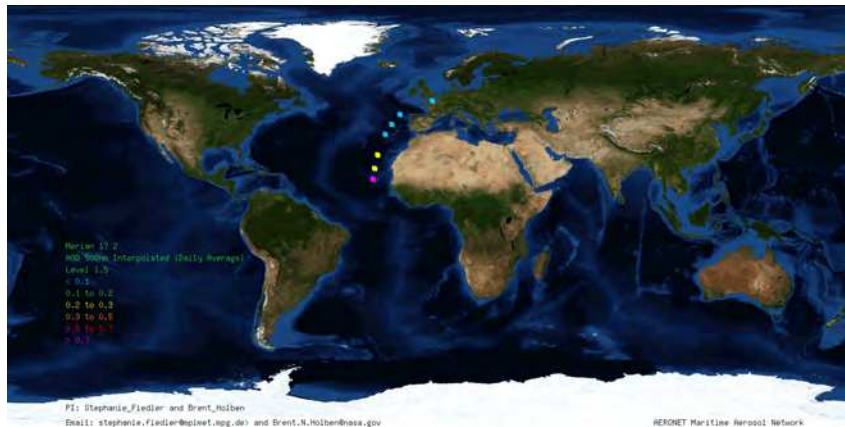 Merian 17 2
AOD 500nm Interpolated (Daily Average)
Level 1.5
< 0.1
0.1 to 0.2
0.2 to 0.3
0.3 to 0.5
0.5 to 0.7
> 0.7
PI: Stephanie_Fiedler and Brent_Holben
Email: stephanie.fiedler@mpimet.mpg.de> and Brent.N.Holben@nasa.gov
AERONET Maritime Aerosol Network